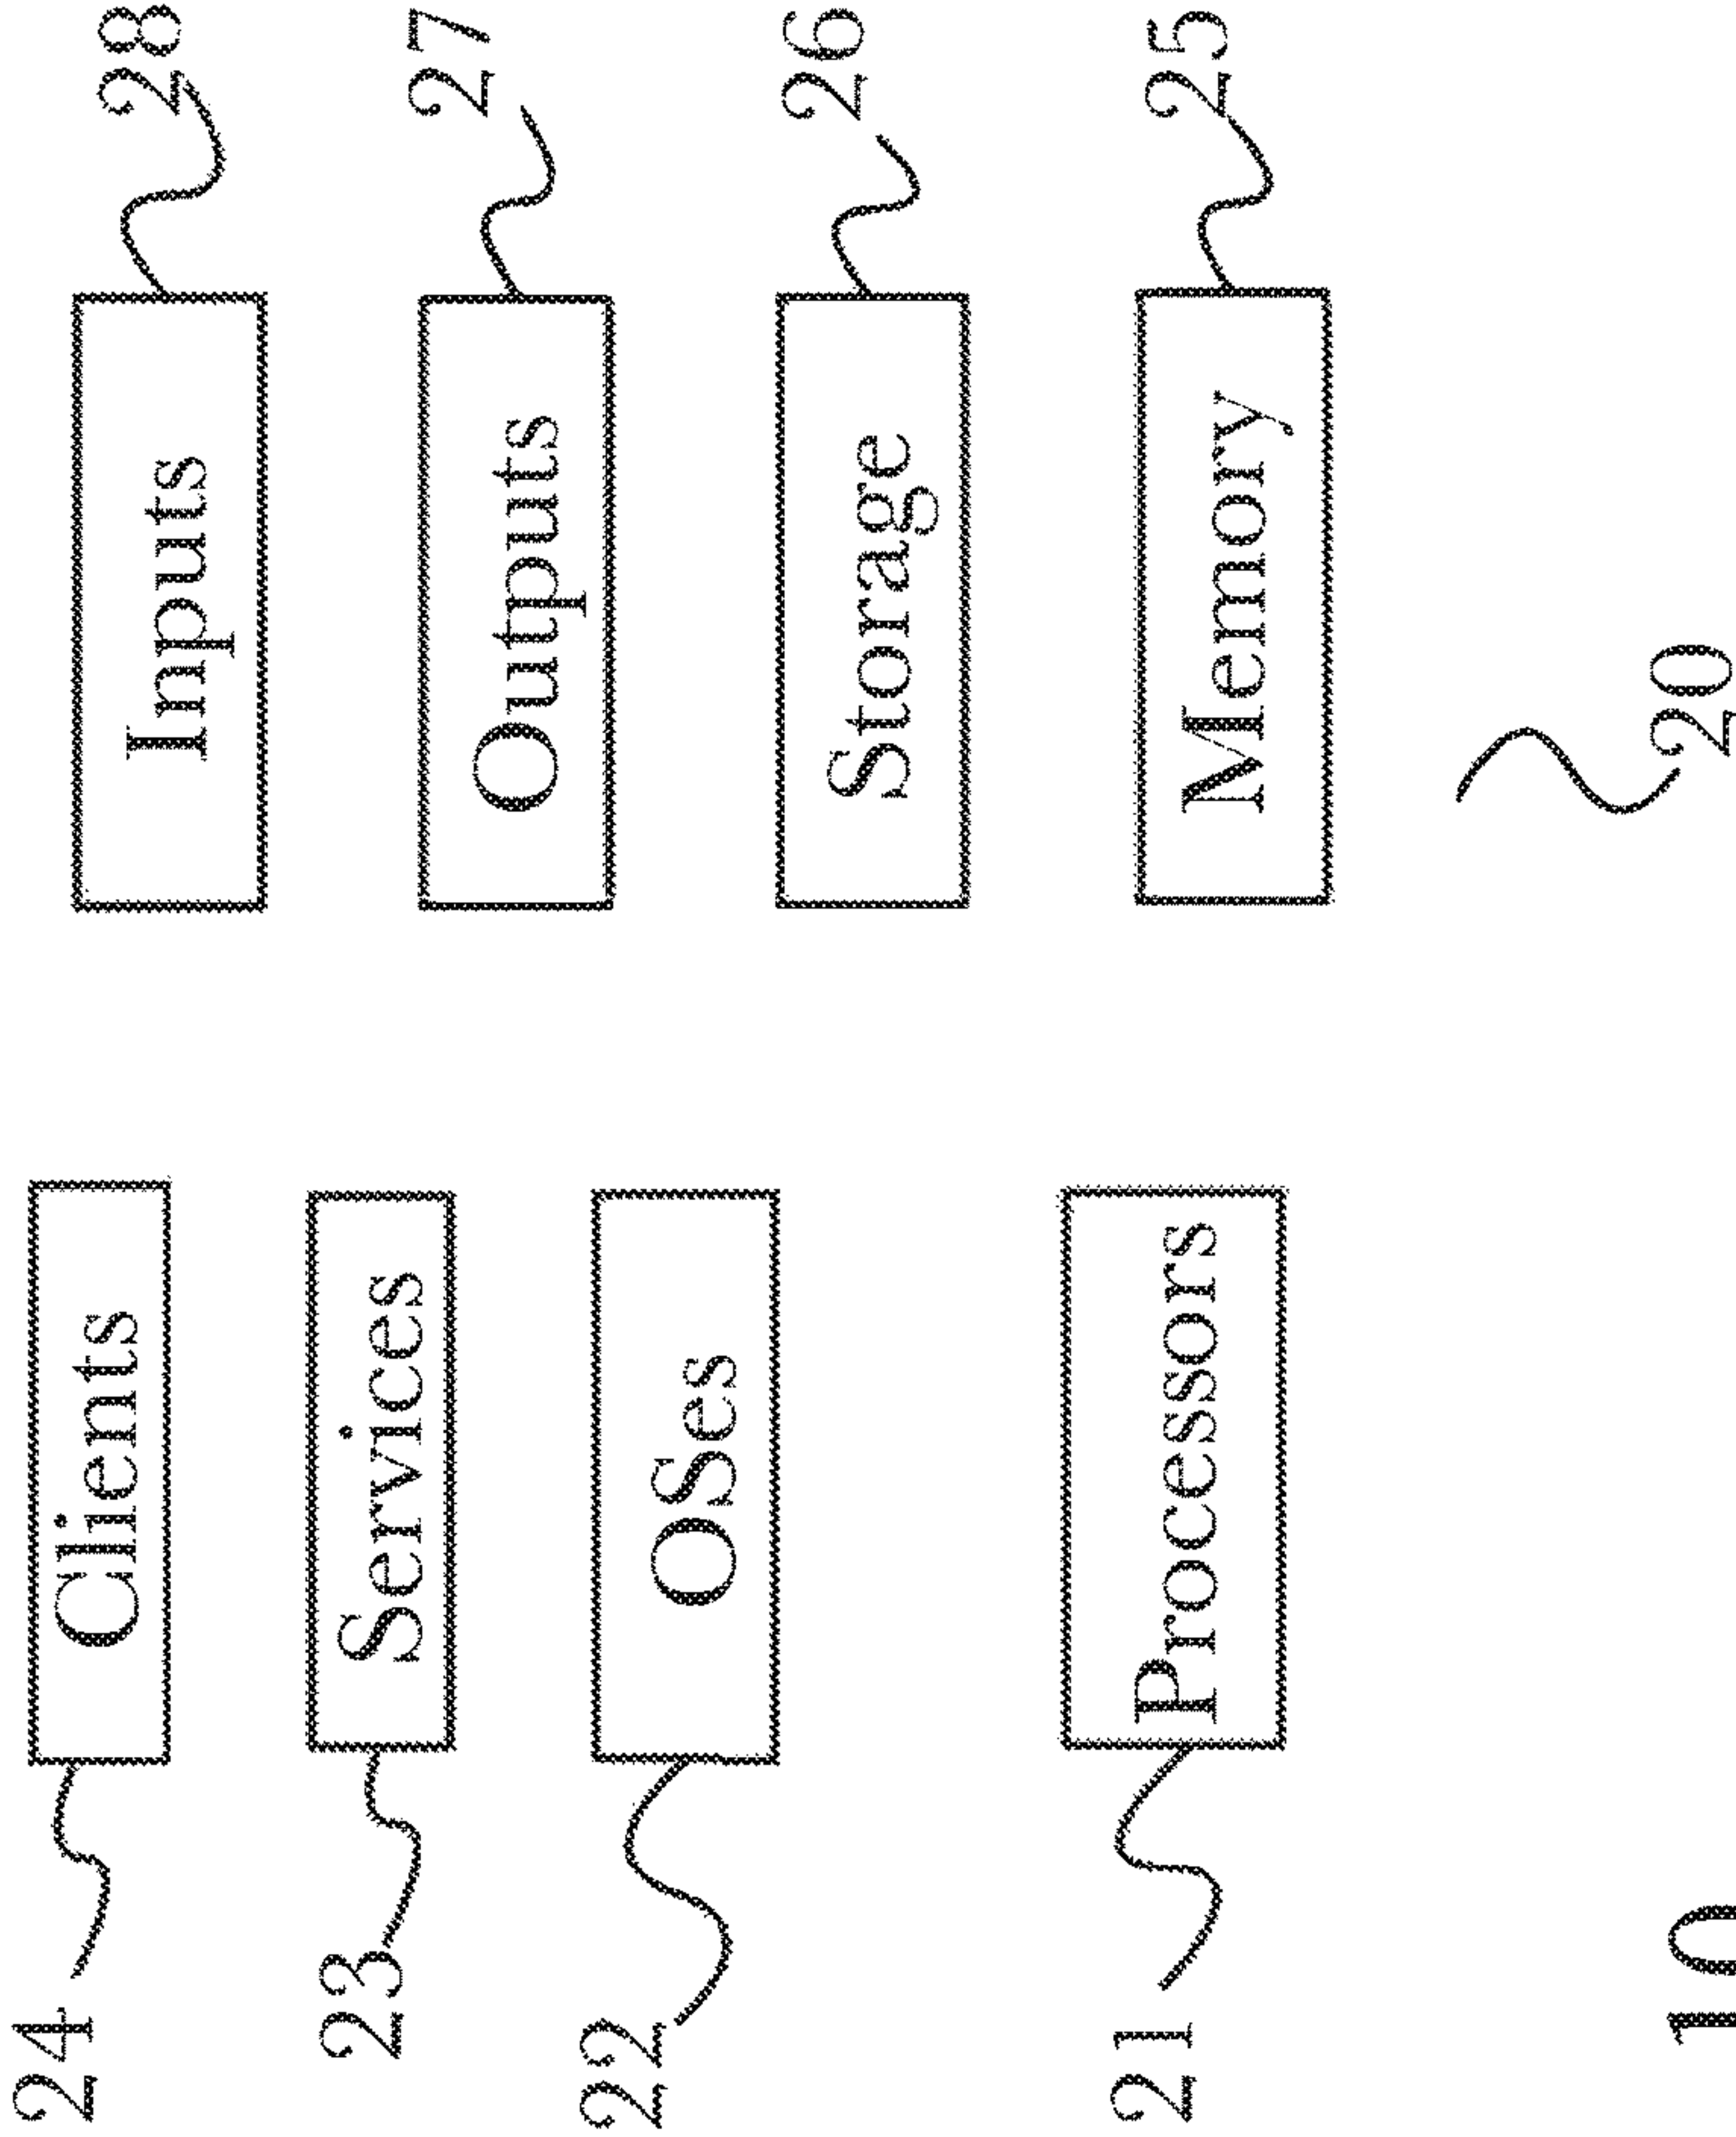 24 Clients Inputs 28
23 Services Outputs 27
22 OSes Storage 26
21 Processors Memory 25
10 20